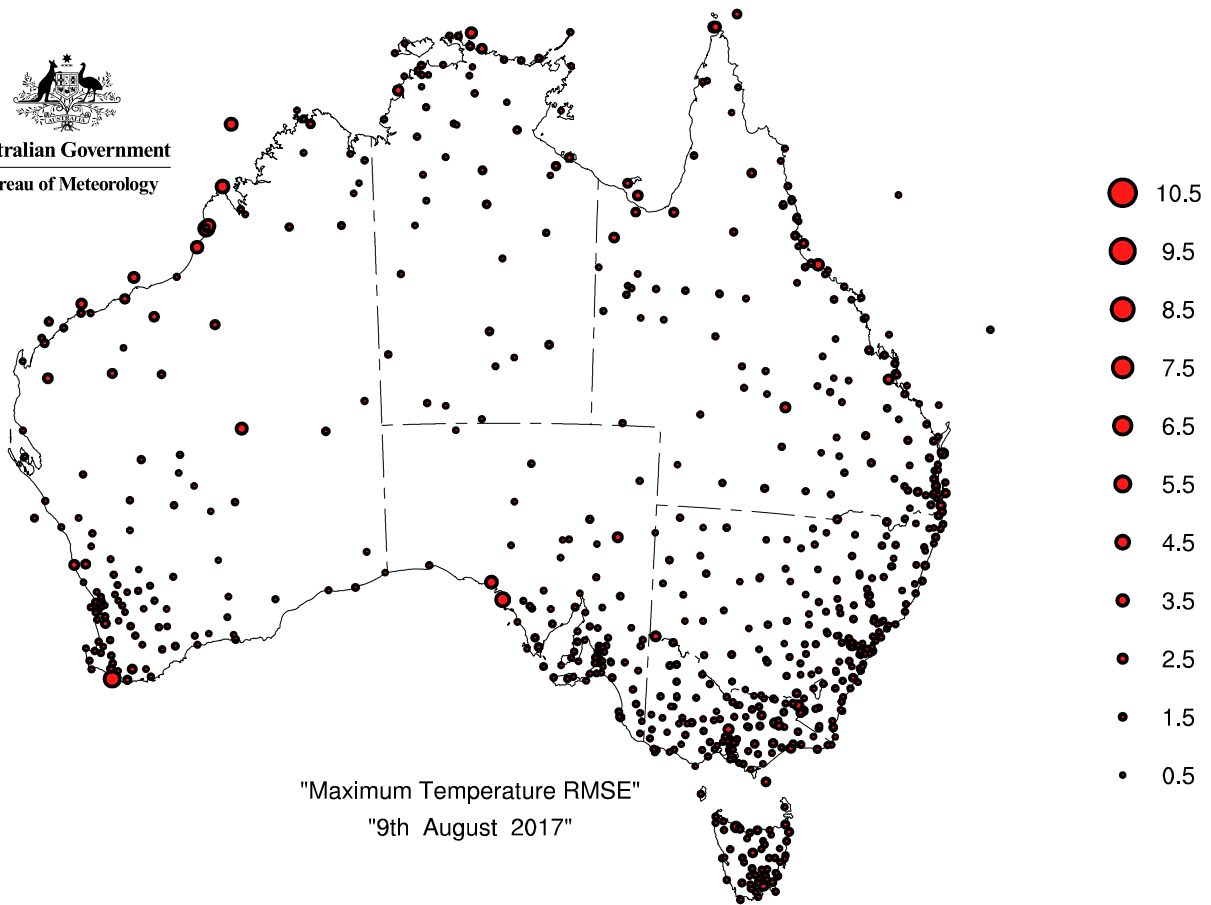 AUSTRALIA
tralian Government
reau of Meteorology
10.5
9.5
8.5
7.5
6.5
5.5
4.5
3.5
2.5
1.5
0.5
"Maximum Temperature RMSE"
"9th August 2017"